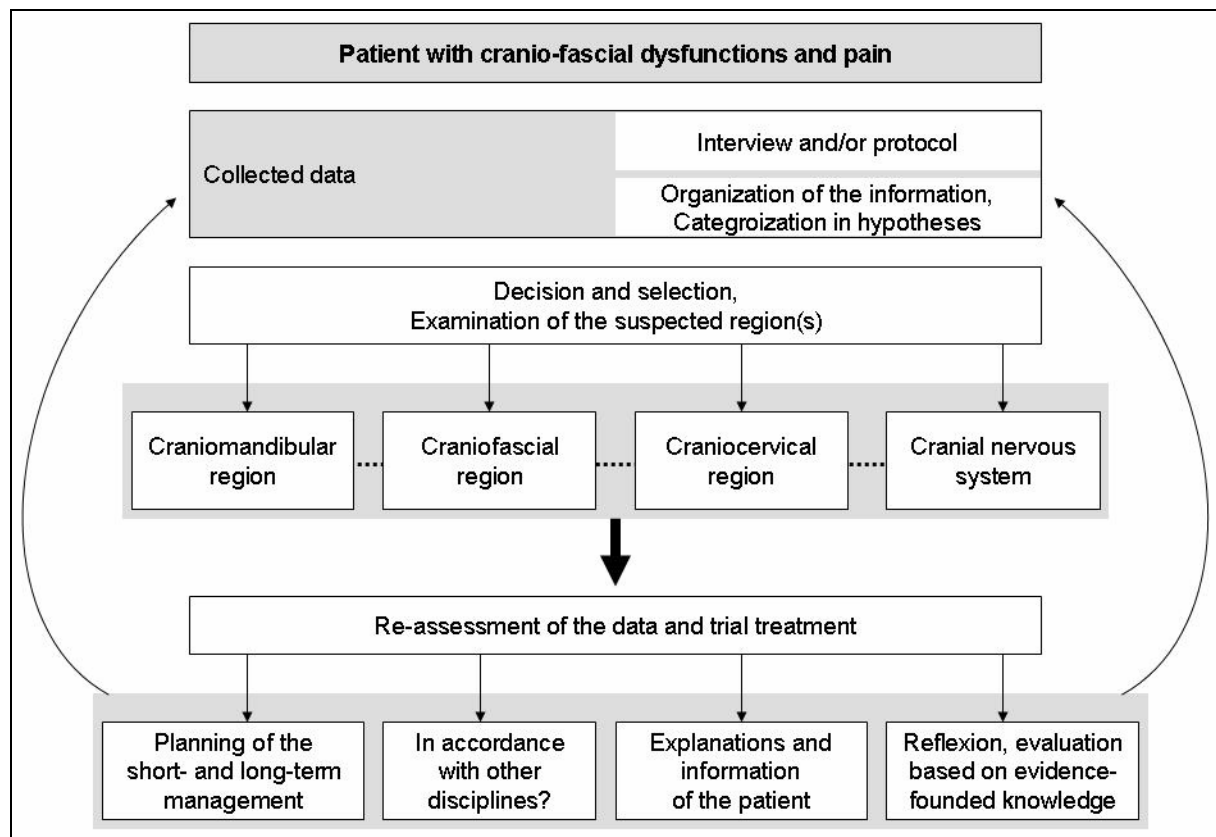 Patient with cranio-fascial dysfunctions and pain
Collected data
Interview and/or protocol
Organization of the information,
Categroization in hypotheses
Decision and selection,
Examination of the suspected region(s)
Craniomandibular
region
Craniofascial
region
Craniocervical
region
Cranial nervous
system
Re-assessment of the data and trial treatment
Planning of the
short- and long-term
management
In accordance
with other
disciplines?
Explanations and
information
of the patient
Reflexion, evaluation
based on evidence-
founded knowledge